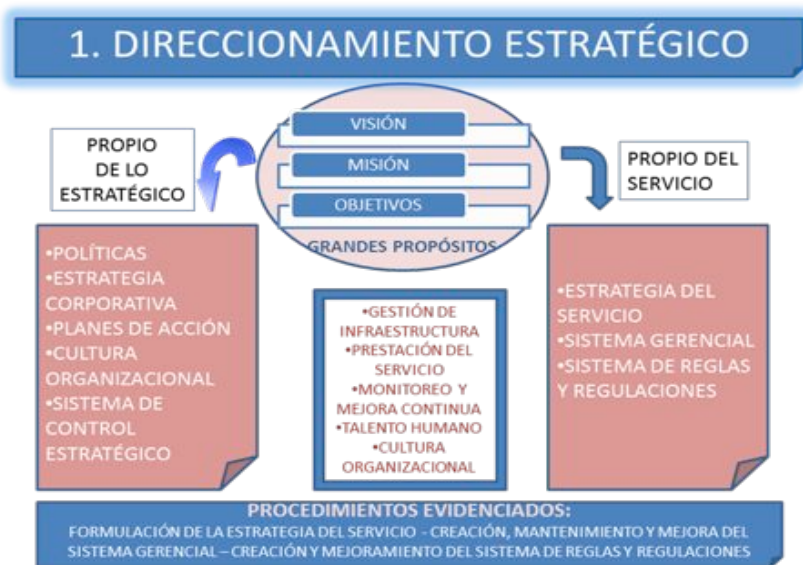 1. DIRECCIONAMIENTO ESTRATÉGICO
VISIÓN
MISIÓN
OBJETIVOS
GRANDES PROPÓSITOS
PROPIO
DE LO
ESTRATÉGICO
PROPIO DEL
SERVICIO
•POLÍTICAS
•ESTRATEGIA
CORPORATIVA
•PLANES DE ACCIÓN
•CULTURA
ORGANIZACIONAL
•SISTEMA DE
CONTROL
ESTRATÉGICO
•GESTIÓN DE
INFRAESTRUCTURA
•PRESTACIÓN DEL
SERVICIO
•MONITOREO Y
MEJORA CONTINUA
•TALENTO HUMANO
•CULTURA
ORGANIZACIONAL
•ESTRATEGIA DEL
SERVICIO
•SISTEMA GERENCIAL
•SISTEMA DE REGLAS
Y REGULACIONES
PROCEDIMIENTOS EVIDENCIADOS:
FORMULACIÓN DE LA ESTRATEGIA DEL SERVICIO - CREACIÓN, MANTENIMIENTO Y MEJORA DEL
SISTEMA GERENCIAL – CREACIÓN Y MEJORAMIENTO DEL SISTEMA DE REGLAS Y REGULACIONES